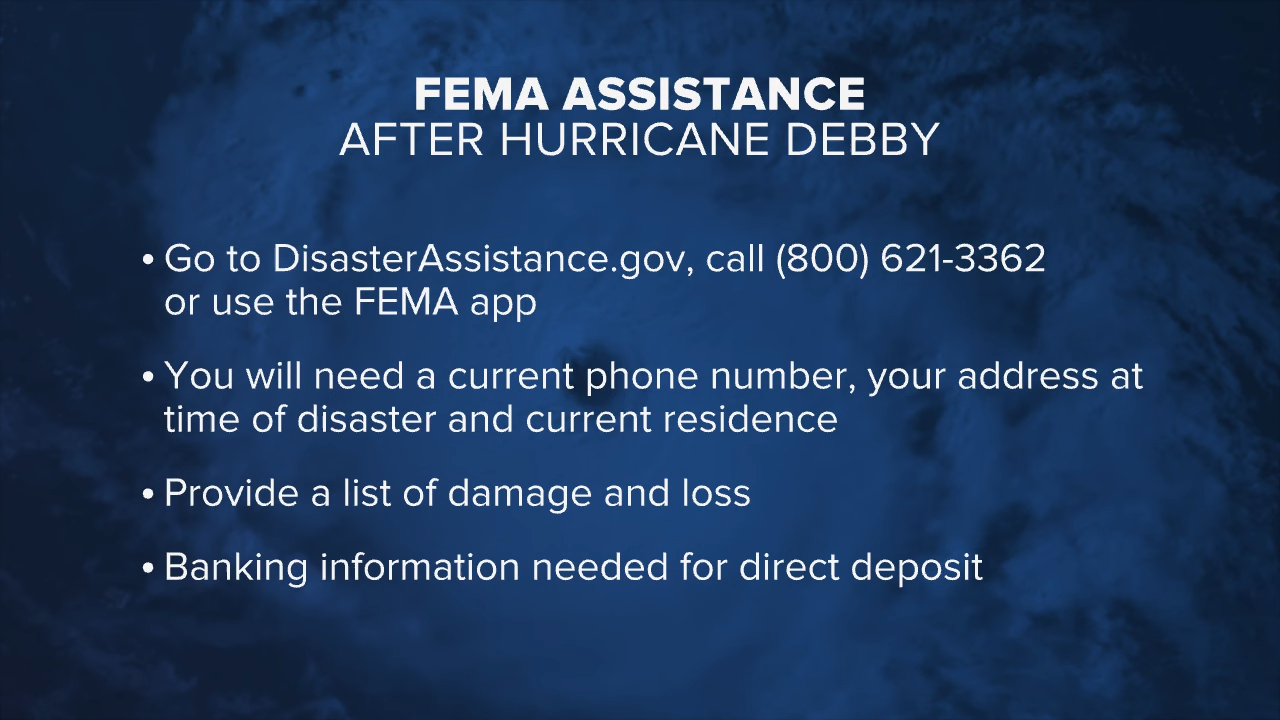 FEMA ASSISTANCE
AFTER HURRICANE DEBBY
• Go to DisasterAssistance.gov, call (800) 621-3362
or use the FEMA app
• You will need a current phone number, your address at
time of disaster and current residence
• Provide a list of damage and loss
• Banking information needed for direct deposit